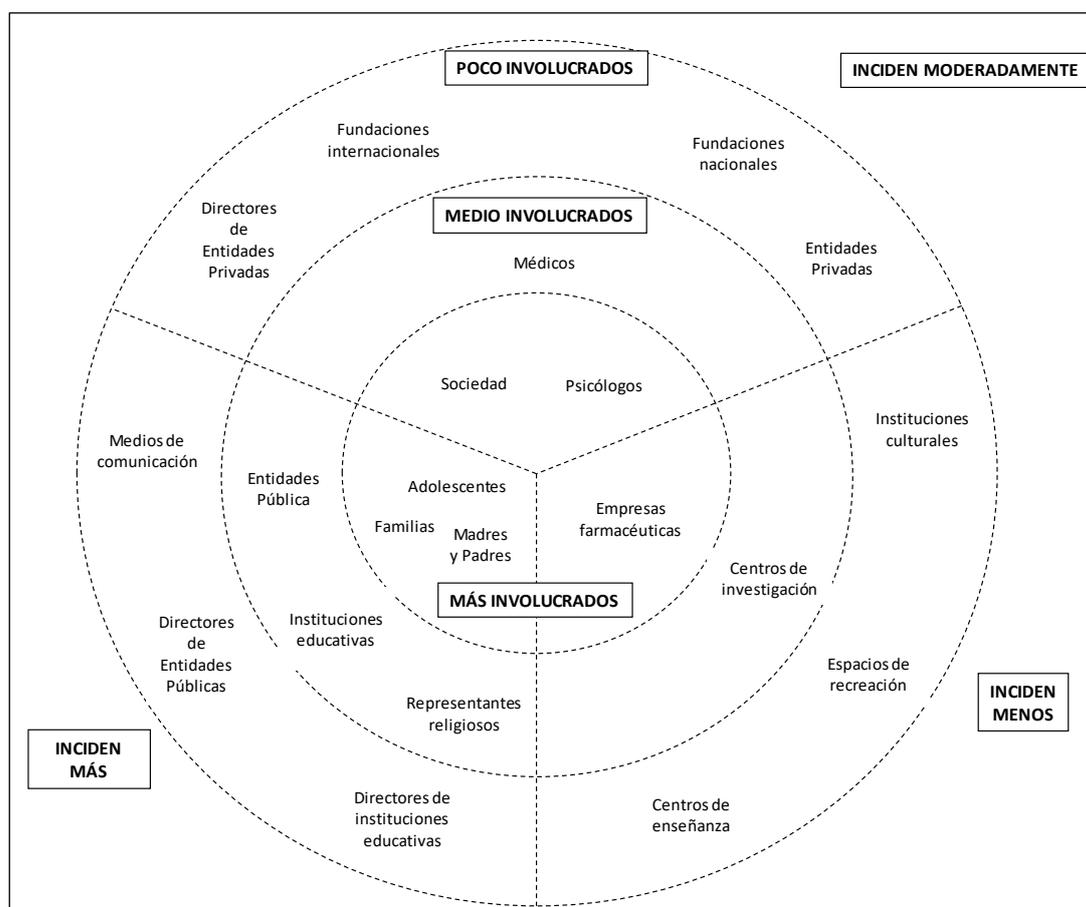 POCO INVOLUCRADOS
INCIDEN MODERADAMENTE
Fundaciones
internacionales
Fundaciones
nacionales
Directores
de
Entidades
Privadas
MEDIO INVOLUCRADOS
Entidades
Privadas
Médicos
Sociedad
Psicólogos
Medios de
comunicación
Instituciones
culturales
Entidades
Pública
Adolescentes
Familias
Madres
y Padres
Empresas
farmacéuticas
Centros de
investigación
MÁS INVOLUCRADOS
Directores
de
Entidades
Públicas
Instituciones
educativas
Espacios de
recreación
Representantes
religiosos
INCIDEN
MENOS
INCIDEN
MÁS
Directores de
instituciones
educativas
Centros de
enseñanza